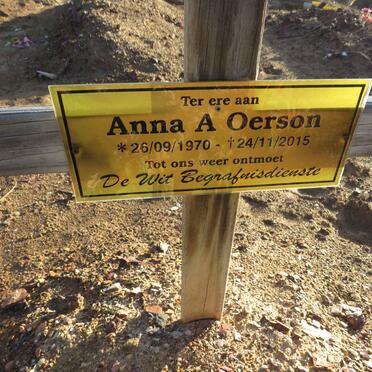 Ter ere aan
Anna A Oerson
* 26/09/1970 - † 24/11/2015
Tot ons weer ontmoet
De Wit Begrafnisdienste